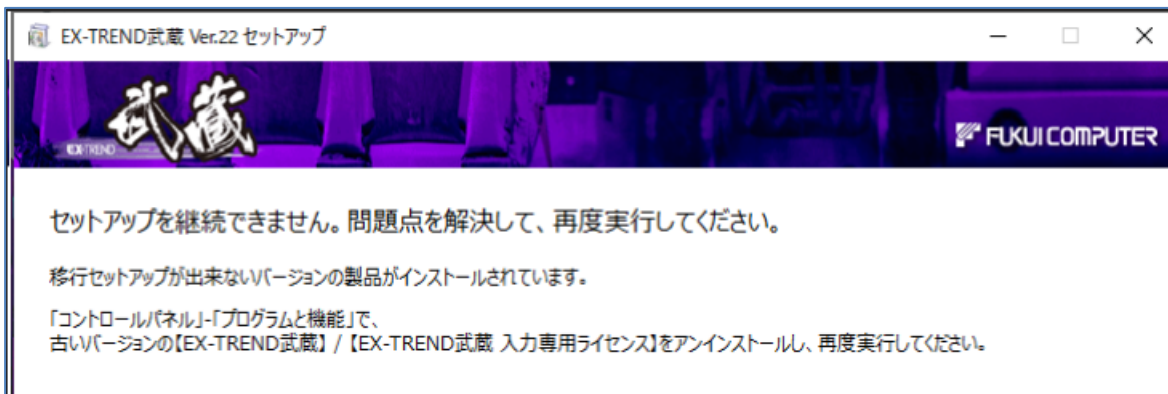 EX-TREND武蔵 Ver.22 セットアップ
武蔵
EX-TREND
FUKUI COMPUTER
セットアップを継続できません。問題点を解決して、再度実行してください。
移行セットアップが出来ないバージョンの製品がインストールされています。
「コントロールパネル」-「プログラムと機能」で、
古いバージョンの【EX-TREND武蔵】 / 【EX-TREND武蔵 入力専用ライセンス】をアンインストールし、再度実行してください。